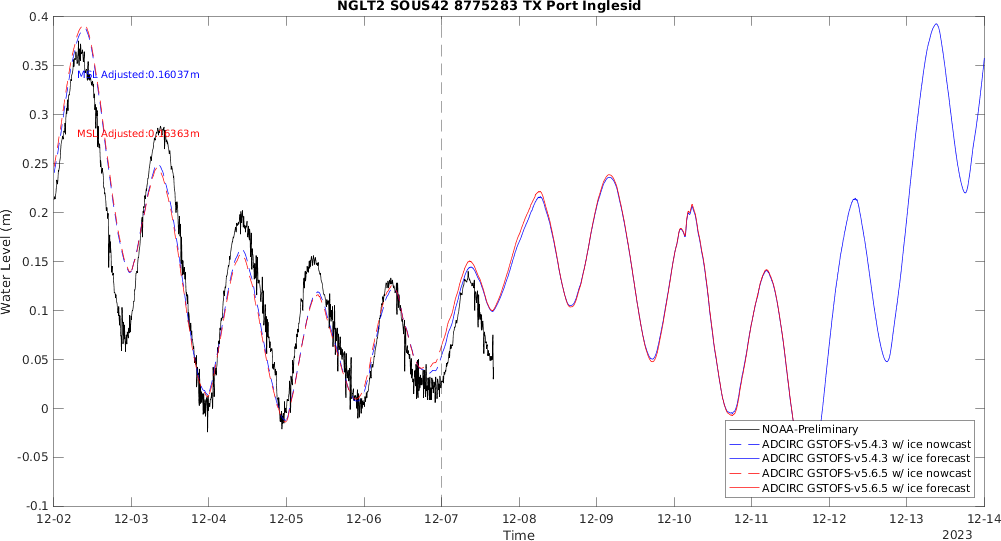 NGLT2 SOUS42 8775283 TX Port Inglesid
0.4
0.35
0.3
0.25
0.2
0.15
0.1
0.05
0
-0.05
-0.1
Water Level (m)
MSL Adjusted:0.16037m
MSL Adjusted:0.15363m
NOAA-Preliminary
ADCIRC GSTOFS-v5.4.3 w/ ice nowcast
ADCIRC GSTOFS-v5.4.3 w/ ice forecast
ADCIRC GSTOFS-v5.6.5 w/ ice nowcast
ADCIRC GSTOFS-v5.6.5 w/ ice forecast
12-02 12-03 12-04 12-05 12-06 12-07 12-08 12-09 12-10 12-11 12-12 12-13 12-14
Time
2023